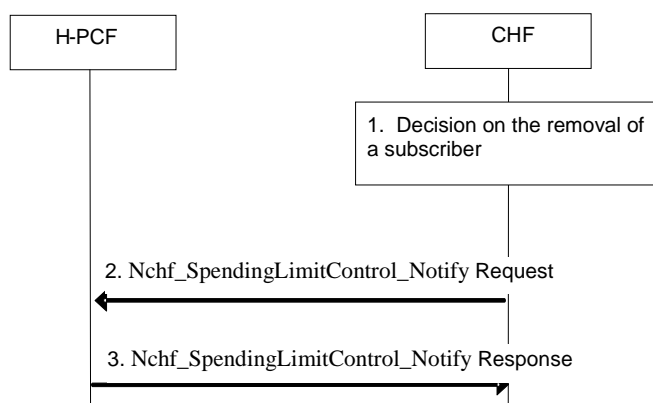 H-PCF
CHF
1. Decision on the removal of
a subscriber
2. Nchf_SpendingLimitControl_Notify Request
3. Nchf_SpendingLimitControl_Notify Response